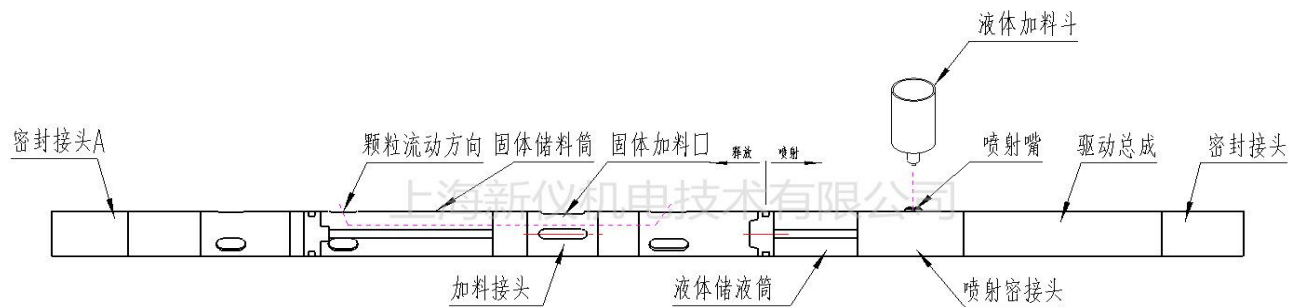 液体加料斗
密封接头A
颗粒流动方向
固体储料筒
固体加料口
释放
喷射
喷射嘴
驱动总成
密封接头
上海新仪机电技术有限公司
加料接头
液体储液筒
喷射密接头